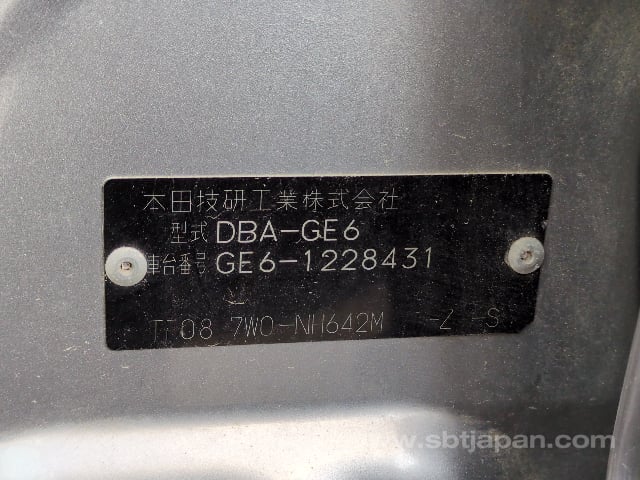 本田技研工業株式会社
型式 DBA-GE6
車台番号 GE6-1228431
08 7W0-NH642M -Z -S
www.sbtjapan.com